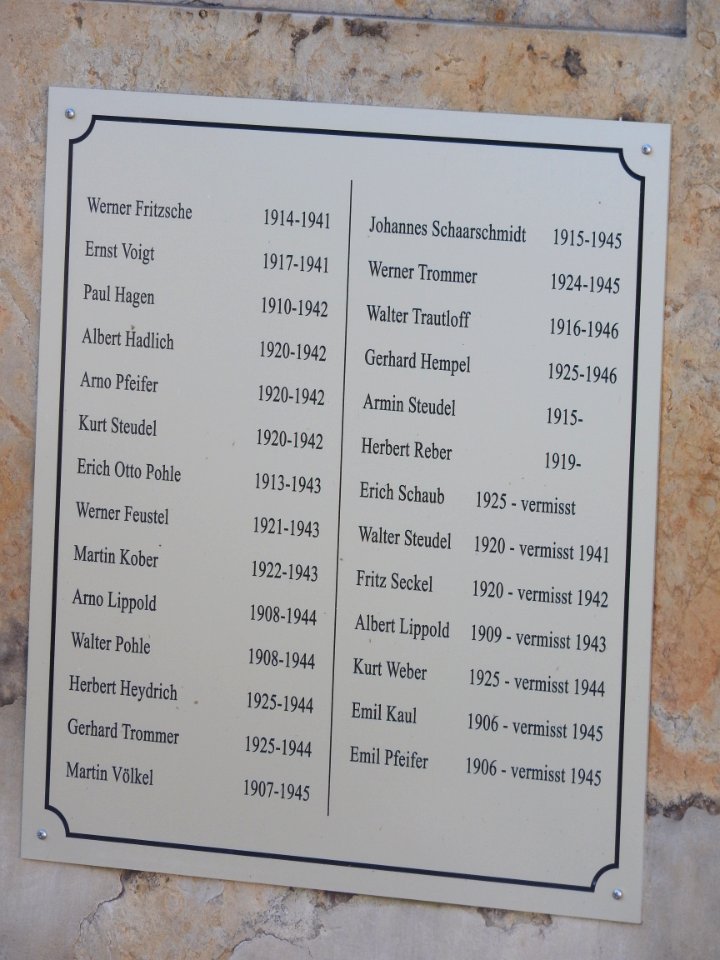 Werner Fritzsche 1914-1941
Ernst Voigt 1917-1941
Paul Hagen 1910-1942
Albert Hadlich 1920-1942
Arno Pfeifer 1920-1942
Kurt Steudel 1920-1942
Erich Otto Pohle 1913-1943
Werner Feustel 1921-1943
Martin Kober 1922-1943
Arno Lippold 1908-1944
Walter Pohle 1908-1944
Herbert Heydrich 1925-1944
Gerhard Trommer 1925-1944
Martin Völkel 1907-1945
Johannes Schaarschmidt 1915-1945
Werner Trommer 1924-1945
Walter Trautloff 1916-1946
Gerhard Hempel 1925-1946
Armin Steudel 1915-
Herbert Reber 1919-
Erich Schaub 1925 - vermisst
Walter Steudel 1920 - vermisst 1941
Fritz Seckel 1920 - vermisst 1942
Albert Lippold 1909 - vermisst 1943
Kurt Weber 1925 - vermisst 1944
Emil Kaul 1906 - vermisst 1945
Emil Pfeifer 1906 - vermisst 1945